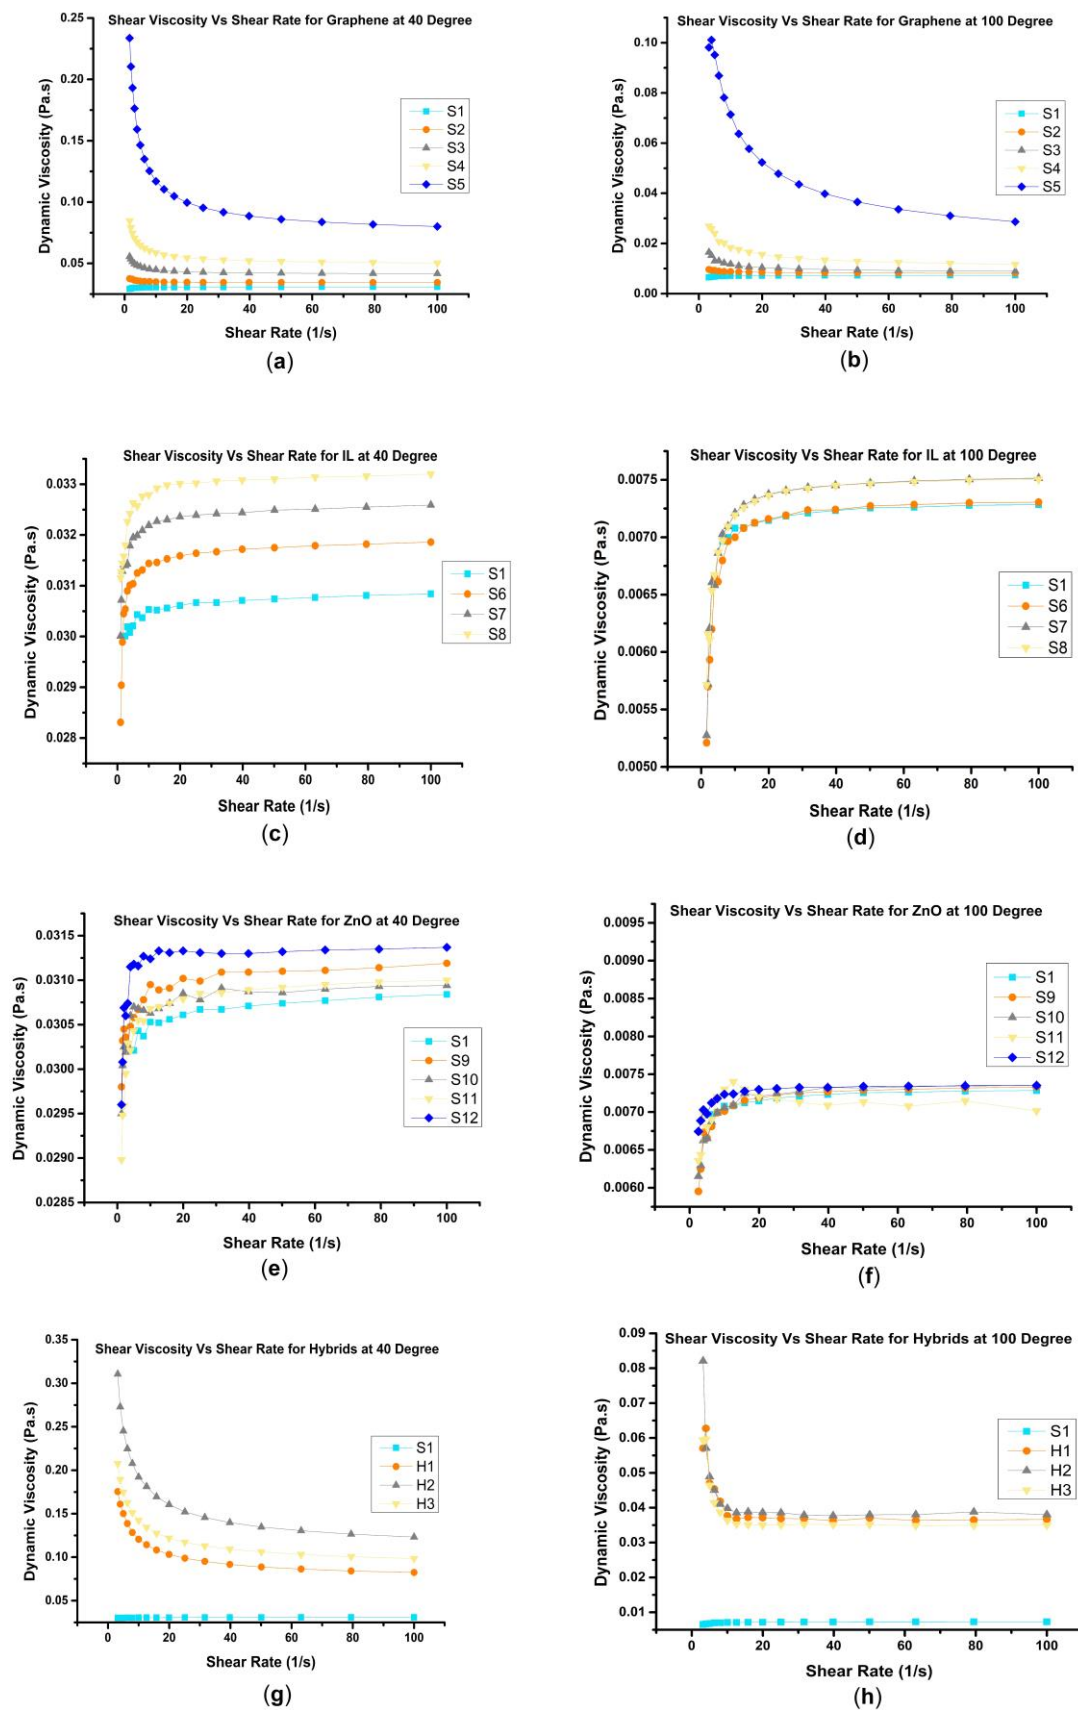 Shear Viscosity Vs Shear Rate for Graphene at 40 Degree
Dynamic Viscosity (Pa.s)
0.25
0.20
0.15
0.10
0.05
S1
S2
S3
S4
S5
0 20 40 60 80 100
Shear Rate (1/s)
(a)
Shear Viscosity Vs Shear Rate for Graphene at 100 Degree
Dynamic Viscosity (Pa.s)
0.10
0.08
0.06
0.04
0.02
0.00
S1
S2
S3
S4
S5
0 20 40 60 80 100
Shear Rate (1/s)
(b)
Shear Viscosity Vs Shear Rate for IL at 40 Degree
Dynamic Viscosity (Pa.s)
0.033
0.032
0.031
0.030
0.029
0.028
S1
S6
S7
S8
0 20 40 60 80 100
Shear Rate (1/s)
(c)
Shear Viscosity Vs Shear Rate for IL at 100 Degree
Dynamic Viscosity (Pa.s)
0.0075
0.0070
0.0065
0.0060
0.0055
0.0050
S1
S6
S7
S8
0 20 40 60 80 100
Shear Rate (1/s)
(d)
Shear Viscosity Vs Shear Rate for ZnO at 40 Degree
Dynamic Viscosity (Pa.s)
0.0315
0.0310
0.0305
0.0300
0.0295
0.0290
0.0285
S1
S9
S10
S11
S12
0 20 40 60 80 100
Shear Rate (1/s)
(e)
Shear Viscosity Vs Shear Rate for ZnO at 100 Degree
Dynamic Viscosity (Pa.s)
0.0095
0.0090
0.0085
0.0080
0.0075
0.0070
0.0065
0.0060
S1
S9
S10
S11
S12
0 20 40 60 80 100
Shear Rate (1/s)
(f)
Shear Viscosity Vs Shear Rate for Hybrids at 40 Degree
Dynamic Viscosity (Pa.s)
0.35
0.30
0.25
0.20
0.15
0.10
0.05
S1
H1
H2
H3
0 20 40 60 80 100
Shear Rate (1/s)
(g)
Shear Viscosity Vs Shear Rate for Hybrids at 100 Degree
Dynamic Viscosity (Pa.s)
0.09
0.08
0.07
0.06
0.05
0.04
0.03
0.02
0.01
S1
H1
H2
H3
0 20 40 60 80 100
Shear Rate (1/s)
(h)